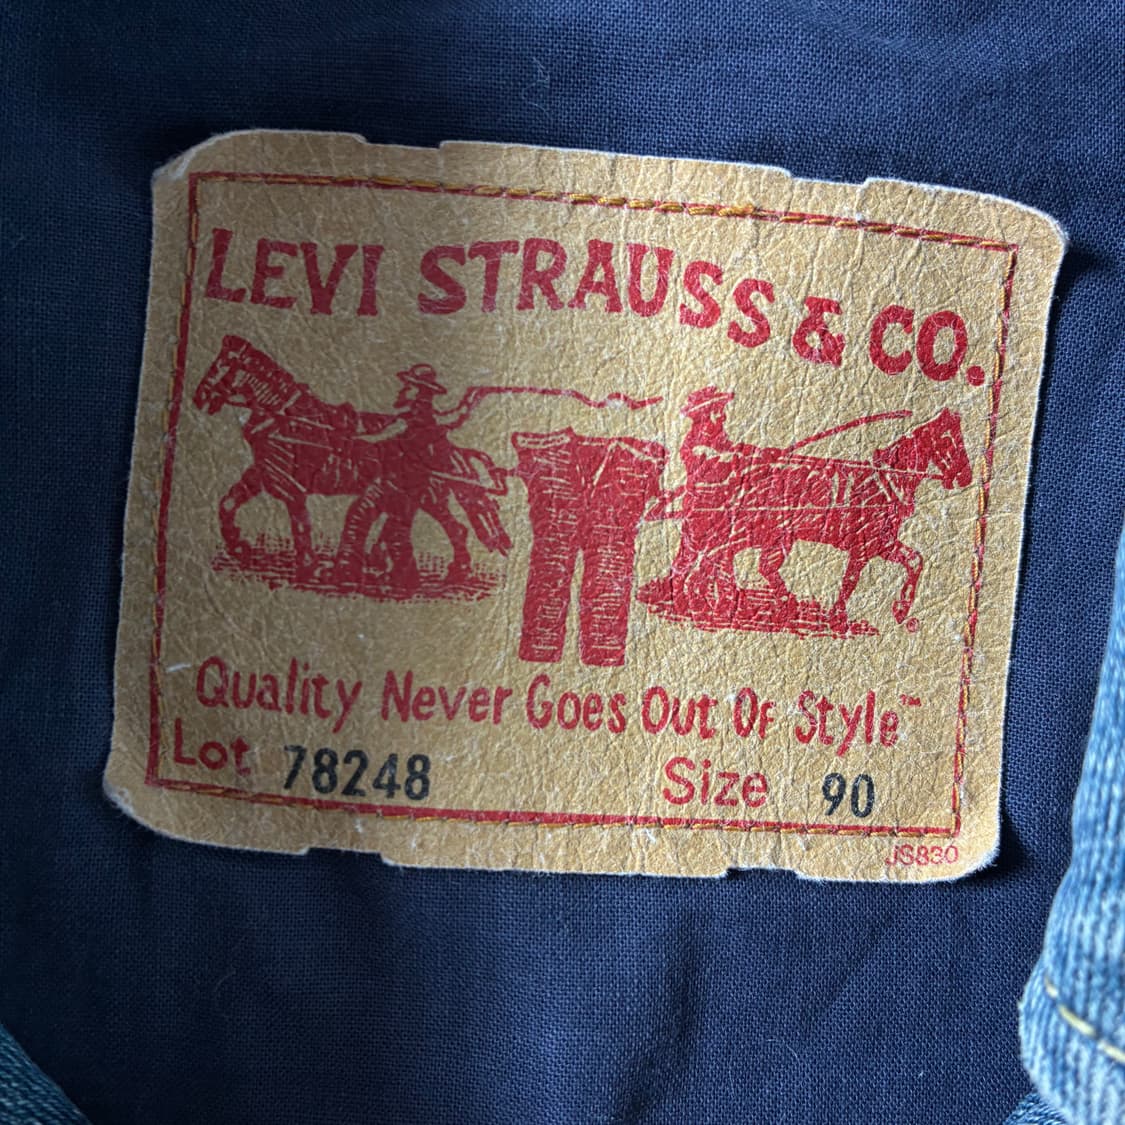 LEVI STRAUSS & CO.
Quality Never Goes Out Of Style™
Lot 78248 Size 90
JS830